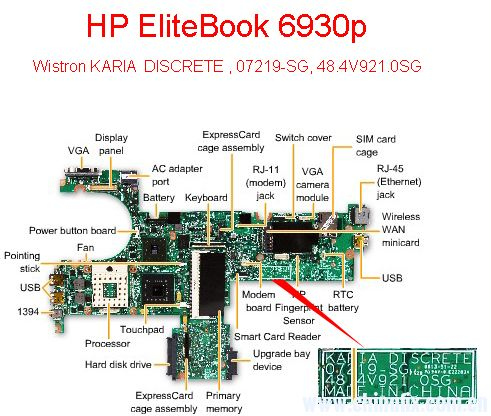 HP EliteBook 6930p
Wistron KARIA DISCRETE , 07219-SG, 48.4V921.0SG
ExpressCard
cage assembly
Switch cover
SIM card
cage
Display
panel
VGA
AC adapter
port
RJ-11
(modem)
jack
VGA
camera
module
RJ-45
(Ethernet)
jack
Battery
Keyboard
Wireless
WAN
minicard
Power button board
Fan
Pointing
stick
USB
USB
1394
Modem
board
Fingerprint
Sensor
RTC
battery
Touchpad
Processor
Smart Card Reader
Hard disk drive
Upgrade bay
device
ExpressCard
cage assembly
Primary
memory
KARIA DISCRETE
07219-SG
48.4V921.0SG
MADE IN CHINA